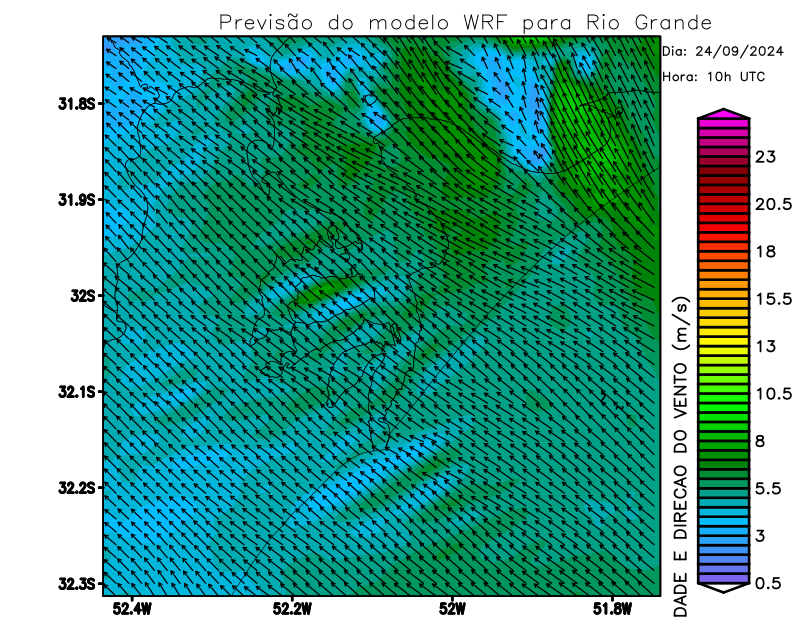 Previsão do modelo WRF para Rio Grande
Dia: 24/09/2024
Hora: 10h UTC
31.8S
31.9S
32S
32.1S
32.2S
32.3S
52.4W
52.2W
52W
51.8W
23
20.5
18
15.5
13
10.5
8
5.5
3
0.5
DADE E DIRECAO DO VENTO (m/s)